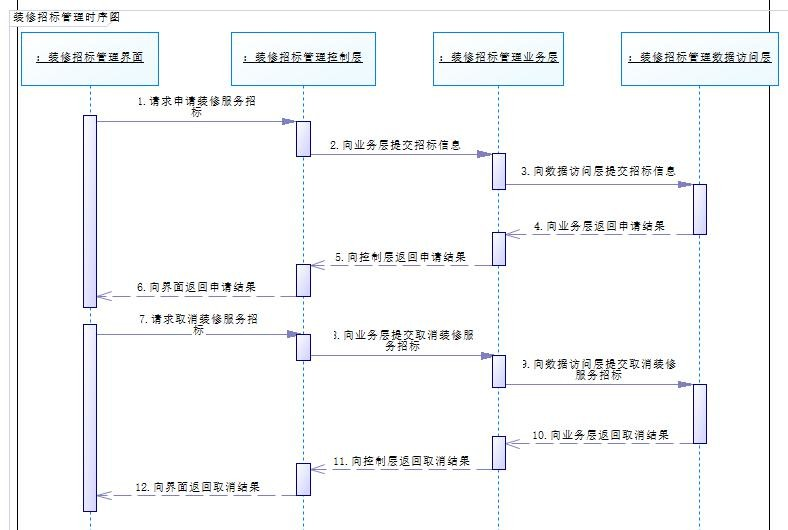 装修招标管理时序图
: 装修招标管理界面
: 装修招标管理控制层
: 装修招标管理业务层
: 装修招标管理数据访问层
1.请求申请装修服务招
标
2.向业务层提交招标信息
3.向数据访问层提交招标信息
4.向业务层返回申请结果
5.向控制层返回申请结果
6.向界面返回申请结果
7.请求取消装修服务招
标
8.向业务层提交取消装修服
务招标
9.向数据访问层提交取消装修
服务招标
10.向业务层返回取消结果
11.向控制层返回取消结果
12.向界面返回取消结果